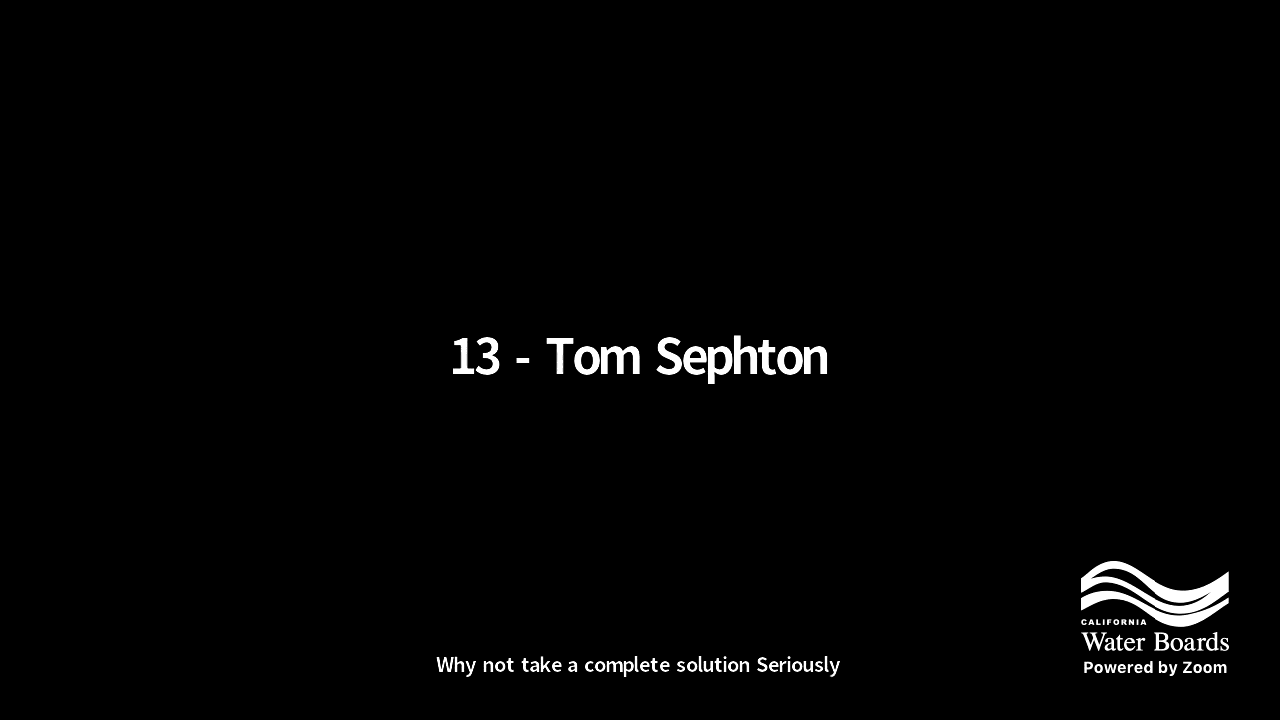 13 - Tom Sephton
CALIFORNIA
Water Boards
Why not take a complete solution Seriously
Powered by Zoom